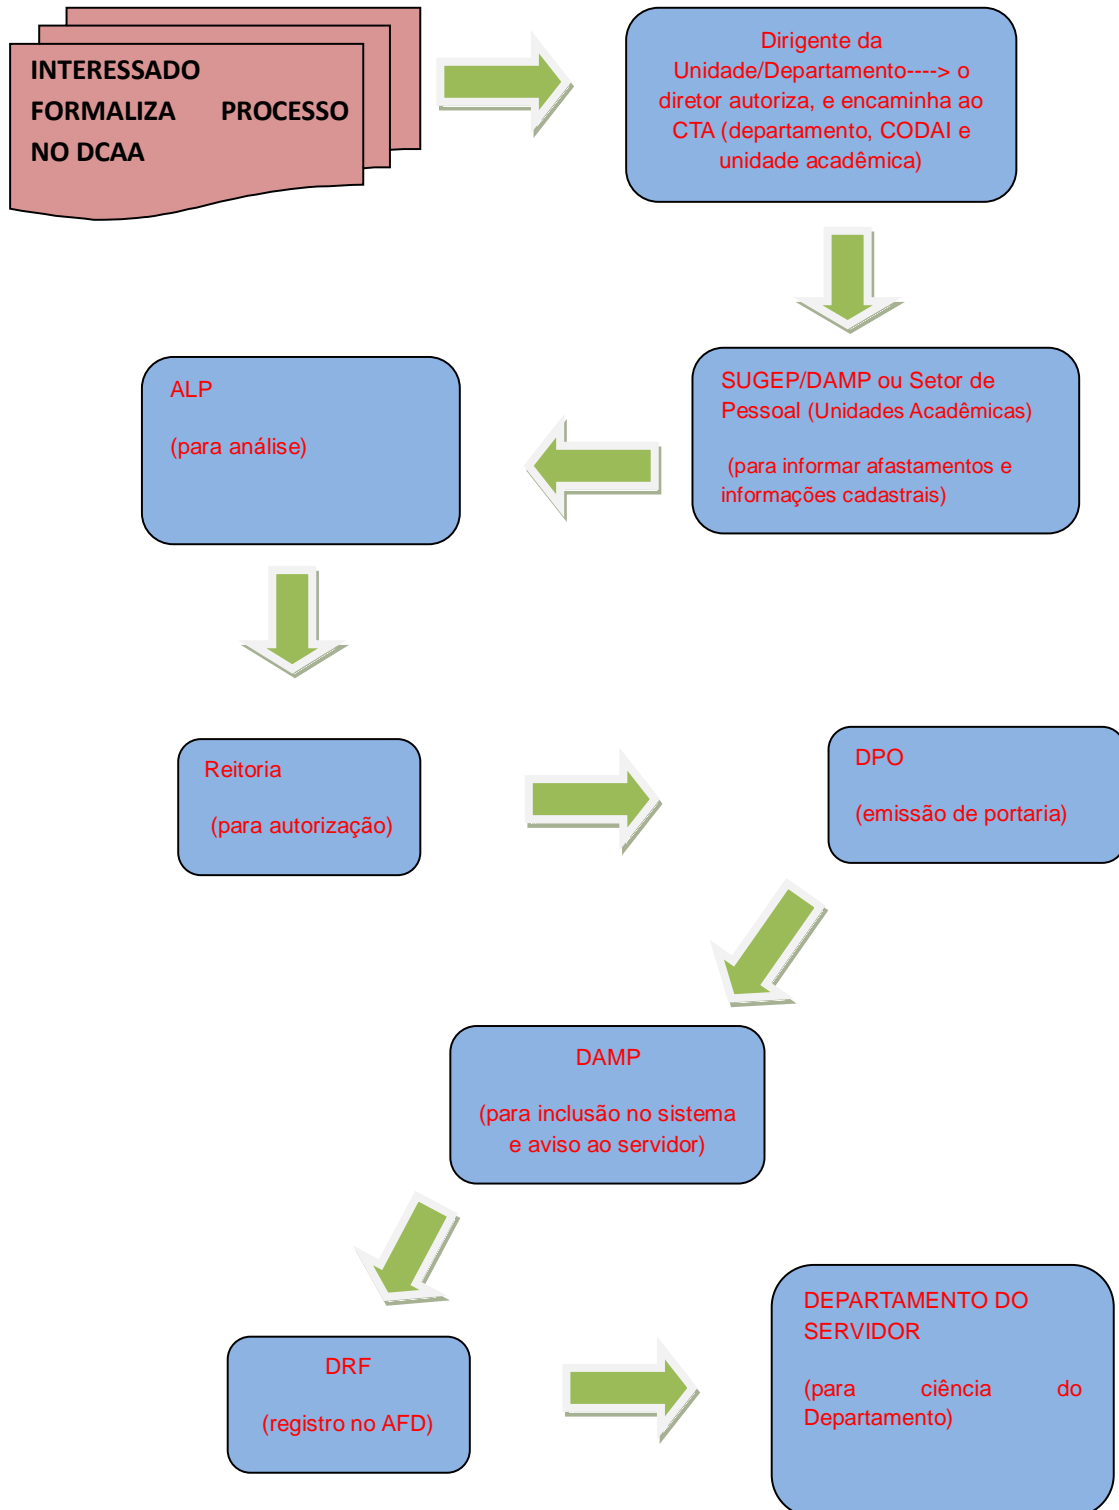 INTERESSADO
FORMALIZA PROCESSO
NO DCAA
Dirigente da
Unidade/Departamento----> o
diretor autoriza, e encaminha ao
CTA (departamento, CODAI e
unidade acadêmica)
SUGEP/DAMP ou Setor de
Pessoal (Unidades Acadêmicas)
(para informar afastamentos e
informações cadastrais)
ALP
(para análise)
Reitoria
(para autorização)
DPO
(emissão de portaria)
DAMP
(para inclusão no sistema
e aviso ao servidor)
DRF
(registro no AFD)
DEPARTAMENTO DO
SERVIDOR
(para ciência do
Departamento)